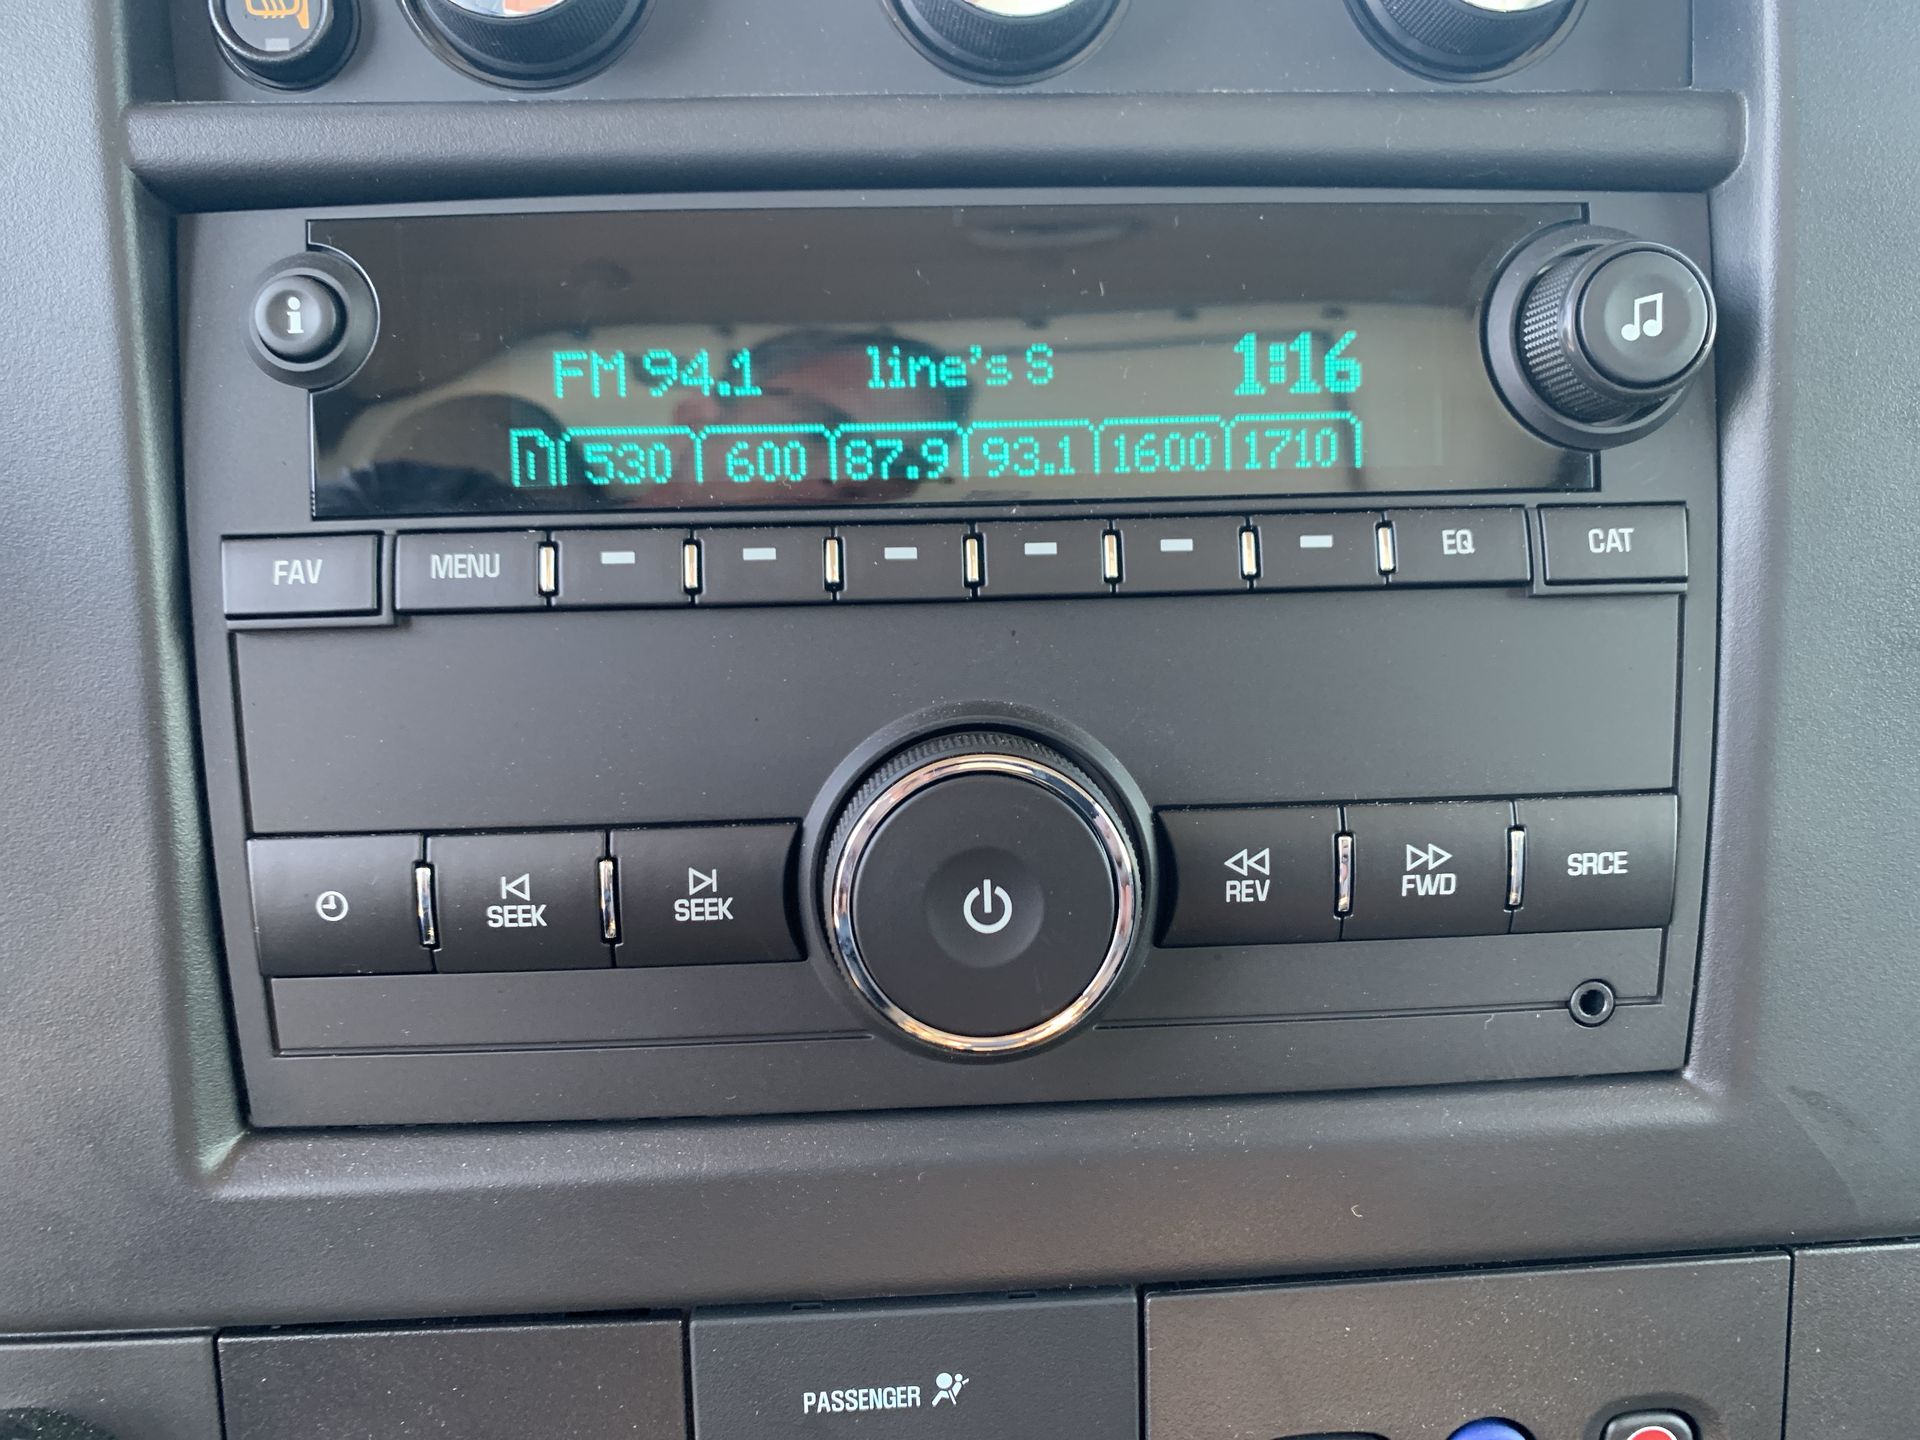 i
FM 94.1 line's S 1:16
1 530 600 87.9 93.1 1600 1710
FAV MENU EQ CAT
SEEK SEEK REV FWD SRCE
PASSENGER